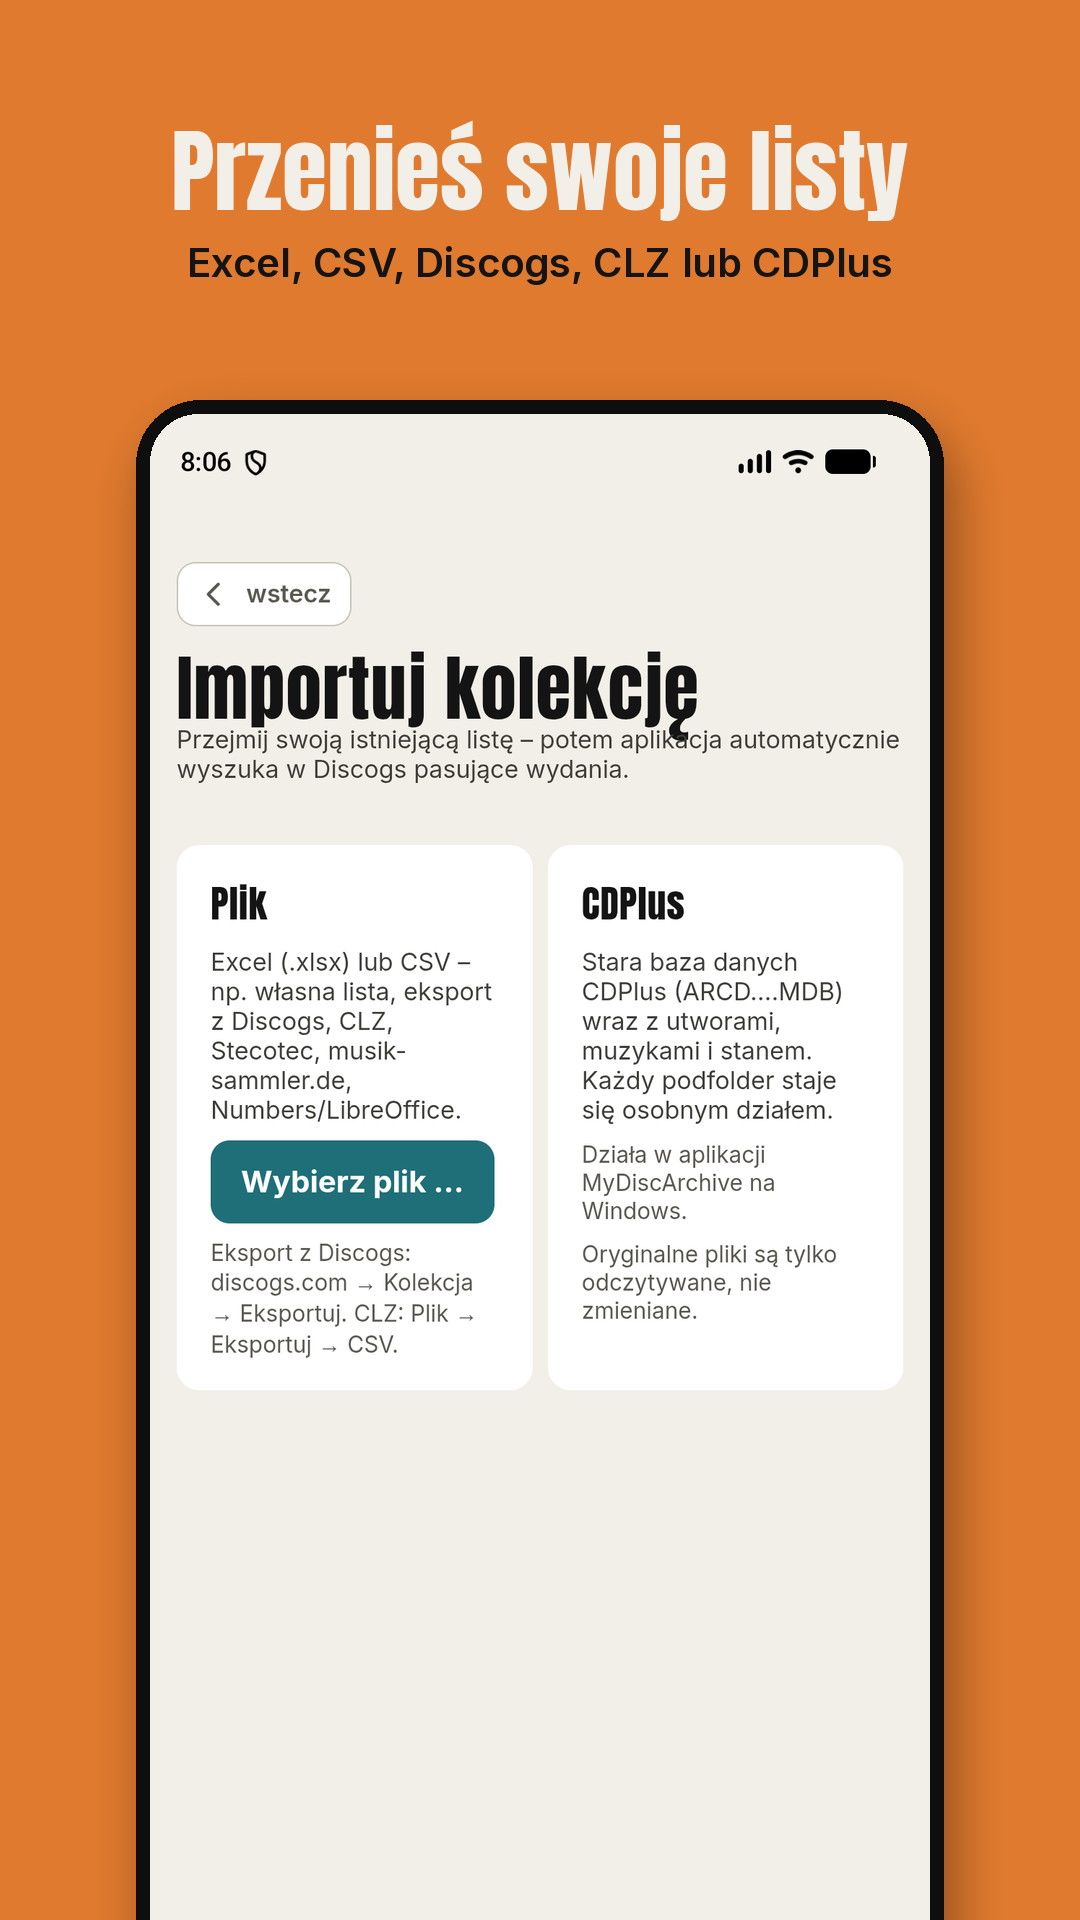 Przenieś swoje listy
Excel, CSV, Discogs, CLZ lub CDPlus
8:06
wstecz
Importuj kolekcję
Przejmij swoją istniejącą listę – potem aplikacja automatycznie
wyszuka w Discogs pasujące wydania.
Plik
Excel (.xlsx) lub CSV –
np. własna lista, eksport
z Discogs, CLZ,
Stecotec, musik-
sammler.de,
Numbers/LibreOffice.
Wybierz plik ...
Eksport z Discogs:
discogs.com → Kolekcja
→ Eksportuj. CLZ: Plik →
Eksportuj → CSV.
CDPlus
Stara baza danych
CDPlus (ARCD....MDB)
wraz z utworami,
muzykami i stanem.
Każdy podfolder staje
się osobnym działem.
Działa w aplikacji
MyDiscArchive na
Windows.
Oryginalne pliki są tylko
odczytywane, nie
zmieniane.